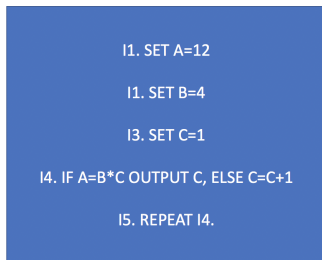 I1. SET A=12
I1. SET B=4
I3. SET C=1
I4. IF A=B*C OUTPUT C, ELSE C=C+1
I5. REPEAT I4.